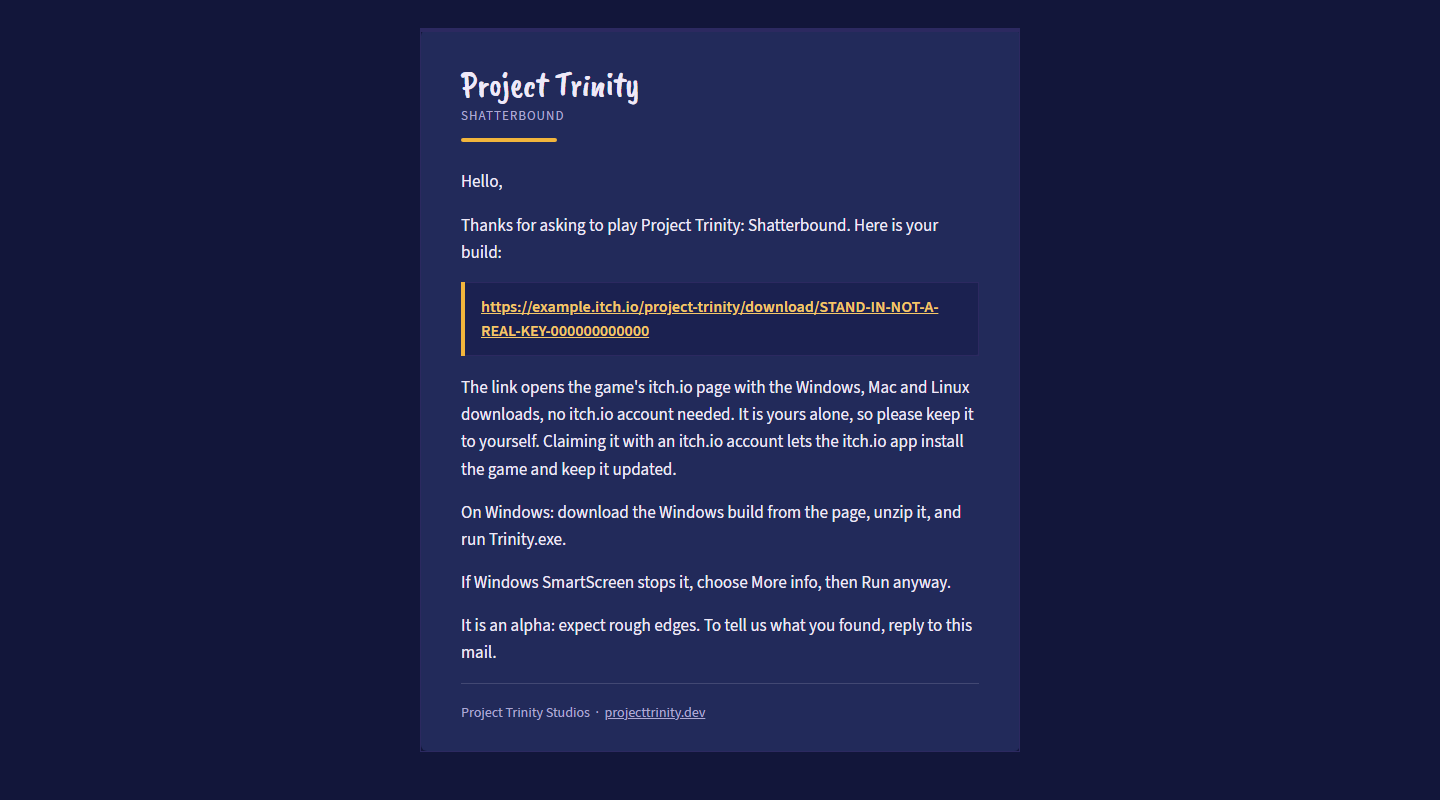 Project Trinity
SHATTERBOUND
Hello,
Thanks for asking to play Project Trinity: Shatterbound. Here is your
build:
https://example.itch.io/project-trinity/download/STAND-IN-NOT-A-
REAL-KEY-000000000000
The link opens the game's itch.io page with the Windows, Mac and Linux
downloads, no itch.io account needed. It is yours alone, so please keep it
to yourself. Claiming it with an itch.io account lets the itch.io app install
the game and keep it updated.
On Windows: download the Windows build from the page, unzip it, and
run Trinity.exe.
If Windows SmartScreen stops it, choose More info, then Run anyway.
It is an alpha: expect rough edges. To tell us what you found, reply to this
mail.
Project Trinity Studios · projecttrinity.dev